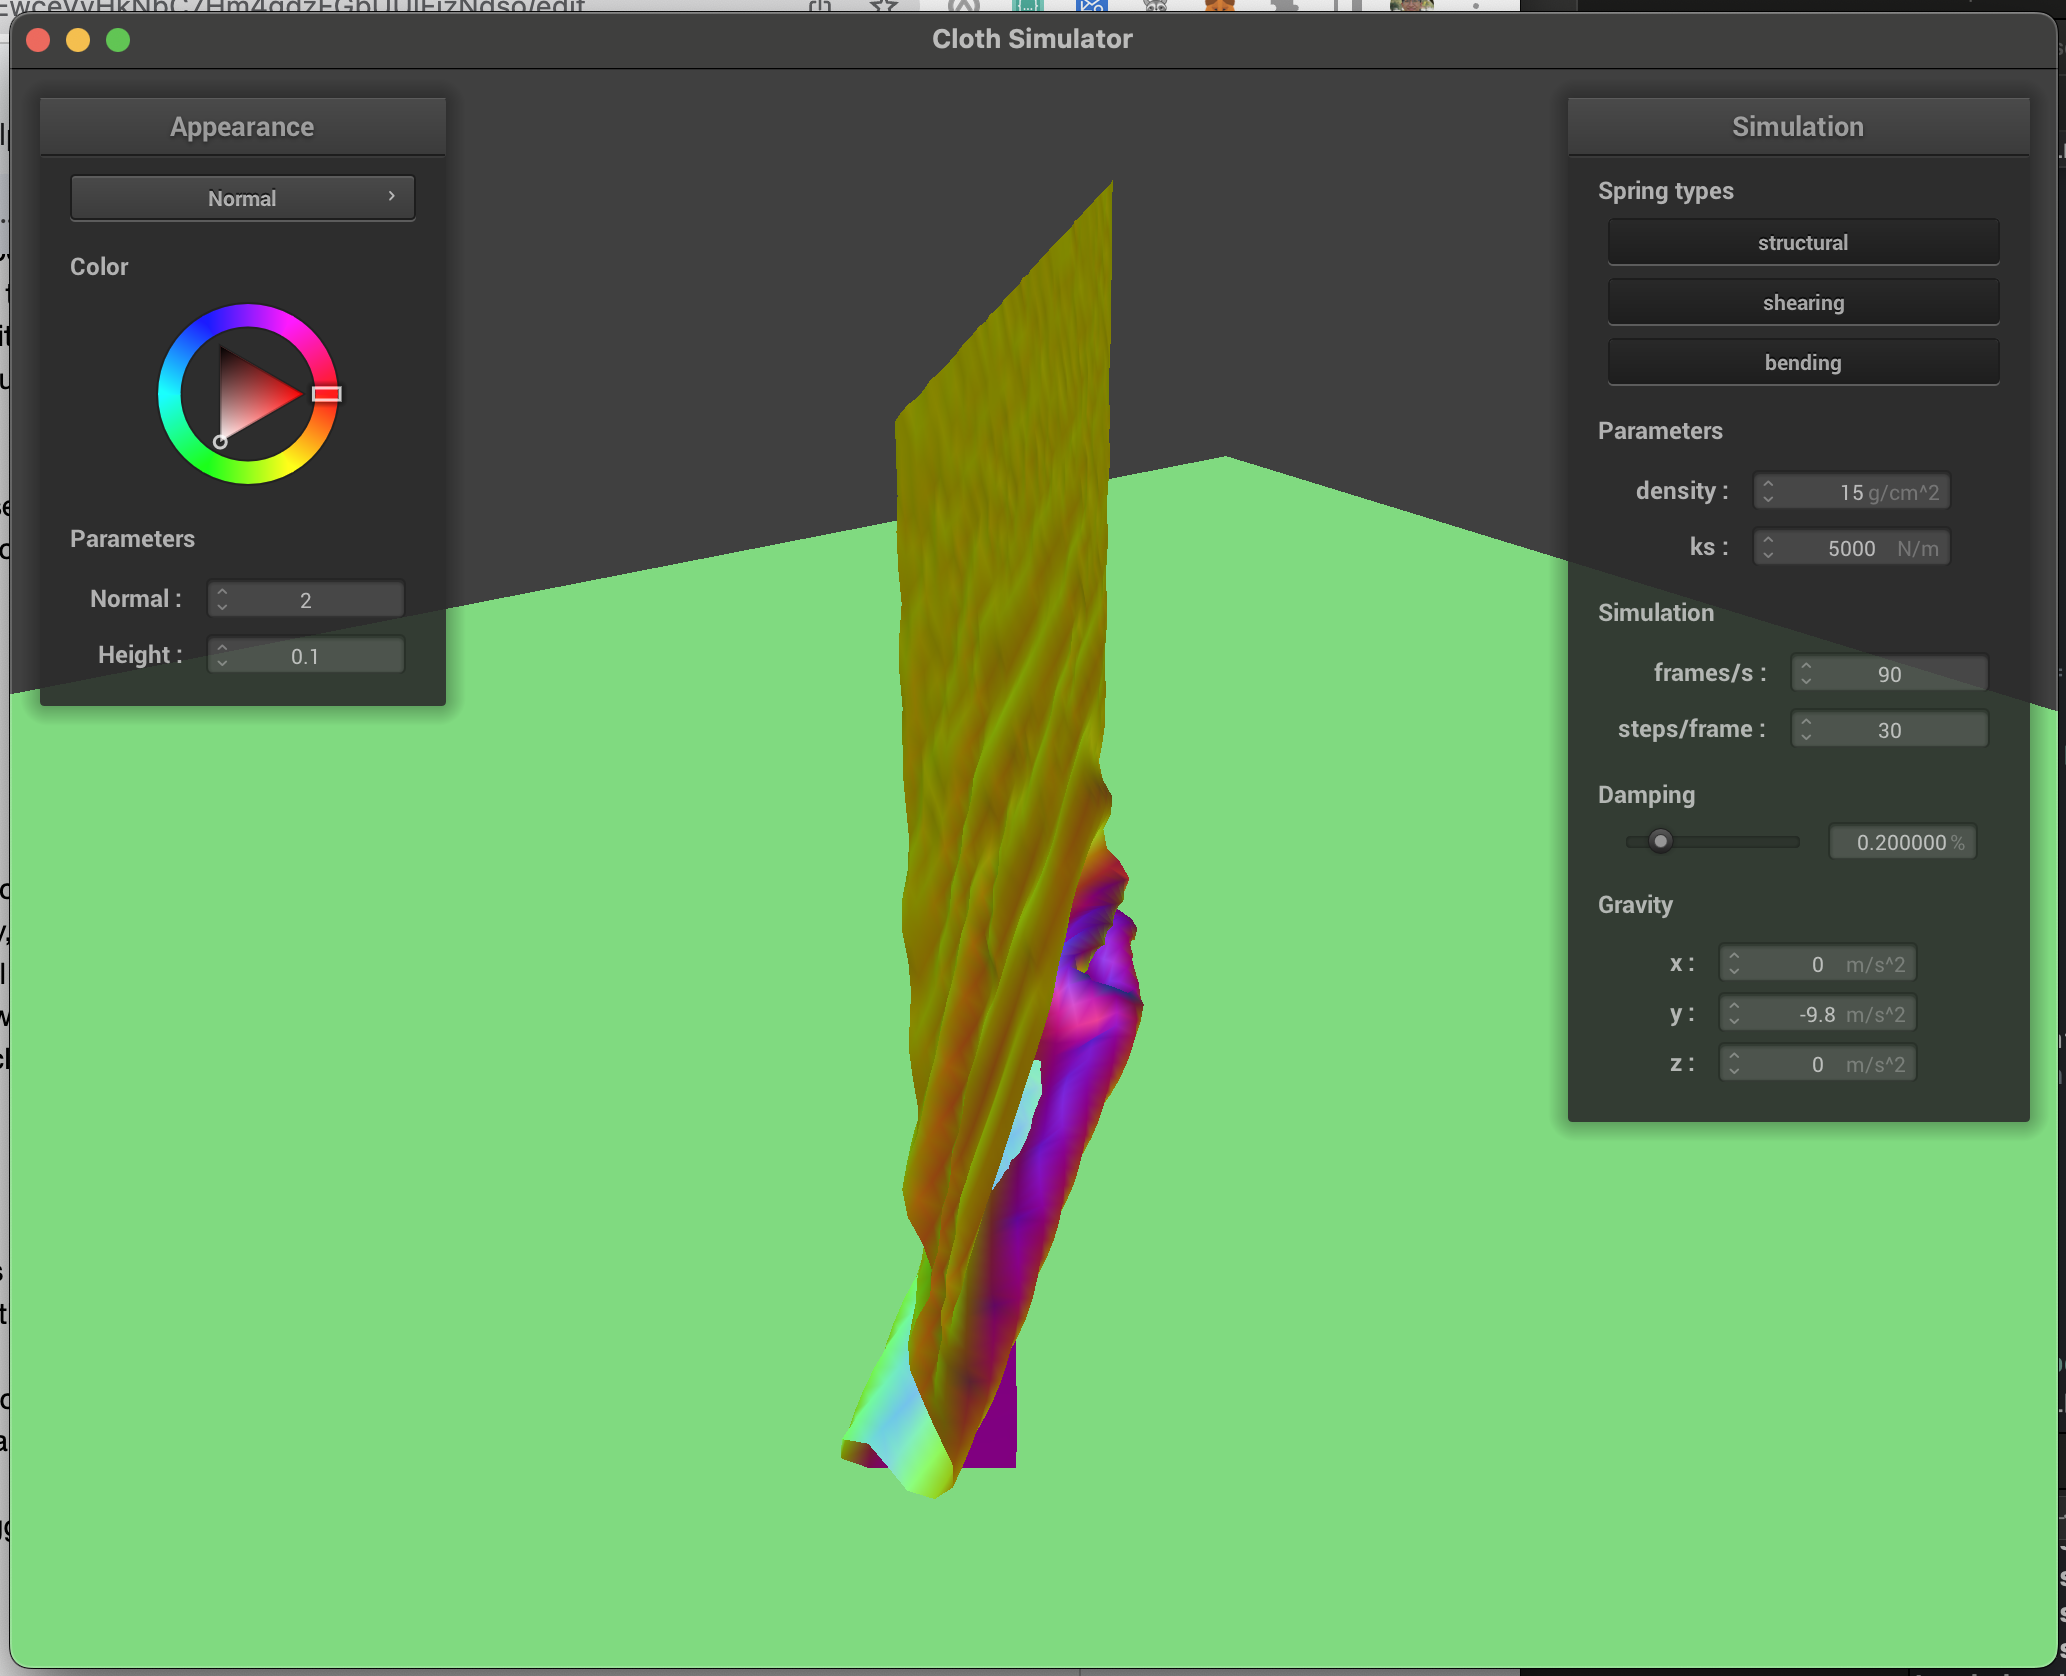 Cloth Simulator
Appearance
Normal
Color
Parameters
Normal : 2
Height : 0.1
Simulation
Spring types
structural
shearing
bending
Parameters
density : 15 g/cm^2
ks : 5000 N/m
Simulation
frames/s : 90
steps/frame : 30
Damping
0.200000 %
Gravity
x : 0 m/s^2
y : -9.8 m/s^2
z : 0 m/s^2